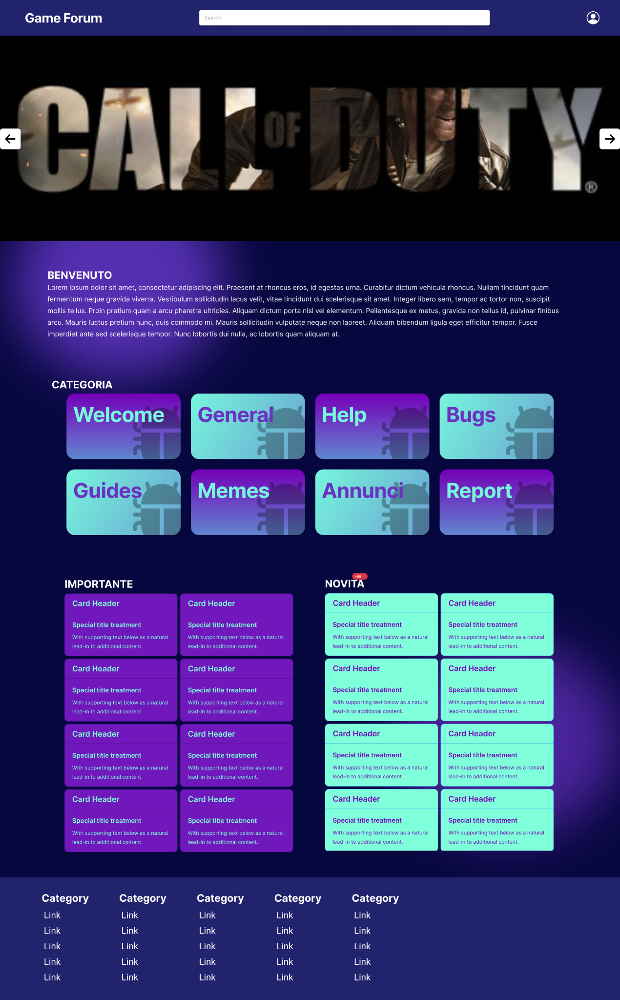 Game Forum
Search
CALL OF DUTY®
BENVENUTO
Lorem ipsum dolor sit amet, consectetur adipiscing elit. Praesent at rhoncus eros, id egestas urna. Curabitur dictum vehicula rhoncus. Nullam tincidunt quam
fermentum neque gravida viverra. Vestibulum sollicitudin lacus velit, vitae tincidunt dui scelerisque sit amet. Integer libero sem, tempor ac tortor non, suscipit
mollis tellus. Proin pretium quam a arcu pharetra ultricies. Aliquam dictum porta nisl vel elementum. Pellentesque ex metus, gravida non tellus id, pulvinar finibus
arcu. Mauris luctus pretium nunc, quis commodo mi. Mauris sollicitudin vulputate neque non laoreet. Aliquam bibendum ligula eget efficitur tempor. Fusce
imperdiet ante sed scelerisque tempor. Nunc lobortis dui nulla, ac lobortis quam aliquam at.
CATEGORIA
Welcome General Help Bugs
Guides Memes Annunci Report
IMPORTANTE
Card Header Card Header
Special title treatment Special title treatment
With supporting text below as a natural With supporting text below as a natural
lead-in to additional content. lead-in to additional content.
Card Header Card Header
Special title treatment Special title treatment
With supporting text below as a natural With supporting text below as a natural
lead-in to additional content. lead-in to additional content.
Card Header Card Header
Special title treatment Special title treatment
With supporting text below as a natural With supporting text below as a natural
lead-in to additional content. lead-in to additional content.
Card Header Card Header
Special title treatment Special title treatment
With supporting text below as a natural With supporting text below as a natural
lead-in to additional content. lead-in to additional content.
+99
NOVITA
Card Header Card Header
Special title treatment Special title treatment
With supporting text below as a natural With supporting text below as a natural
lead-in to additional content. lead-in to additional content.
Card Header Card Header
Special title treatment Special title treatment
With supporting text below as a natural With supporting text below as a natural
lead-in to additional content. lead-in to additional content.
Card Header Card Header
Special title treatment Special title treatment
With supporting text below as a natural With supporting text below as a natural
lead-in to additional content. lead-in to additional content.
Card Header Card Header
Special title treatment Special title treatment
With supporting text below as a natural With supporting text below as a natural
lead-in to additional content. lead-in to additional content.
Category Category Category Category Category
Link Link Link Link Link
Link Link Link Link Link
Link Link Link Link Link
Link Link Link Link Link
Link Link Link Link Link